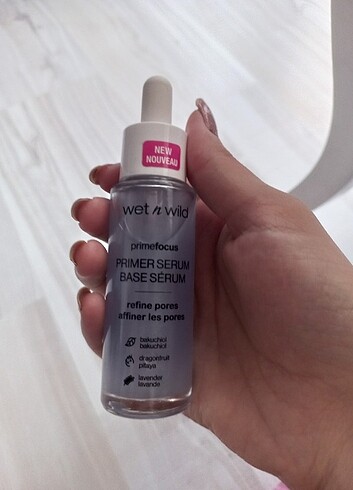 NEW
NOUVEAU
wet n wild
primefocus
PRIMER SERUM
BASE SÉRUM
refine pores
affiner les pores
bakuchiol
bakuchiol
dragonfruit
pitaya
lavender
lavande